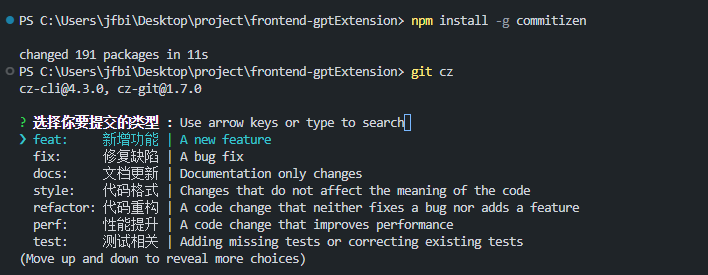 PS C:\Users\jfbi\Desktop\project\frontend-gptExtension> npm install -g commitizen
changed 191 packages in 11s
PS C:\Users\jfbi\Desktop\project\frontend-gptExtension> git cz
cz-cli@4.3.0, cz-git@1.7.0
? 选择你要提交的类型 : Use arrow keys or type to search
❯ feat: 新增功能 | A new feature
fix: 修复缺陷 | A bug fix
docs: 文档更新 | Documentation only changes
style: 代码格式 | Changes that do not affect the meaning of the code
refactor: 代码重构 | A code change that neither fixes a bug nor adds a feature
perf: 性能提升 | A code change that improves performance
test: 测试相关 | Adding missing tests or correcting existing tests
(Move up and down to reveal more choices)